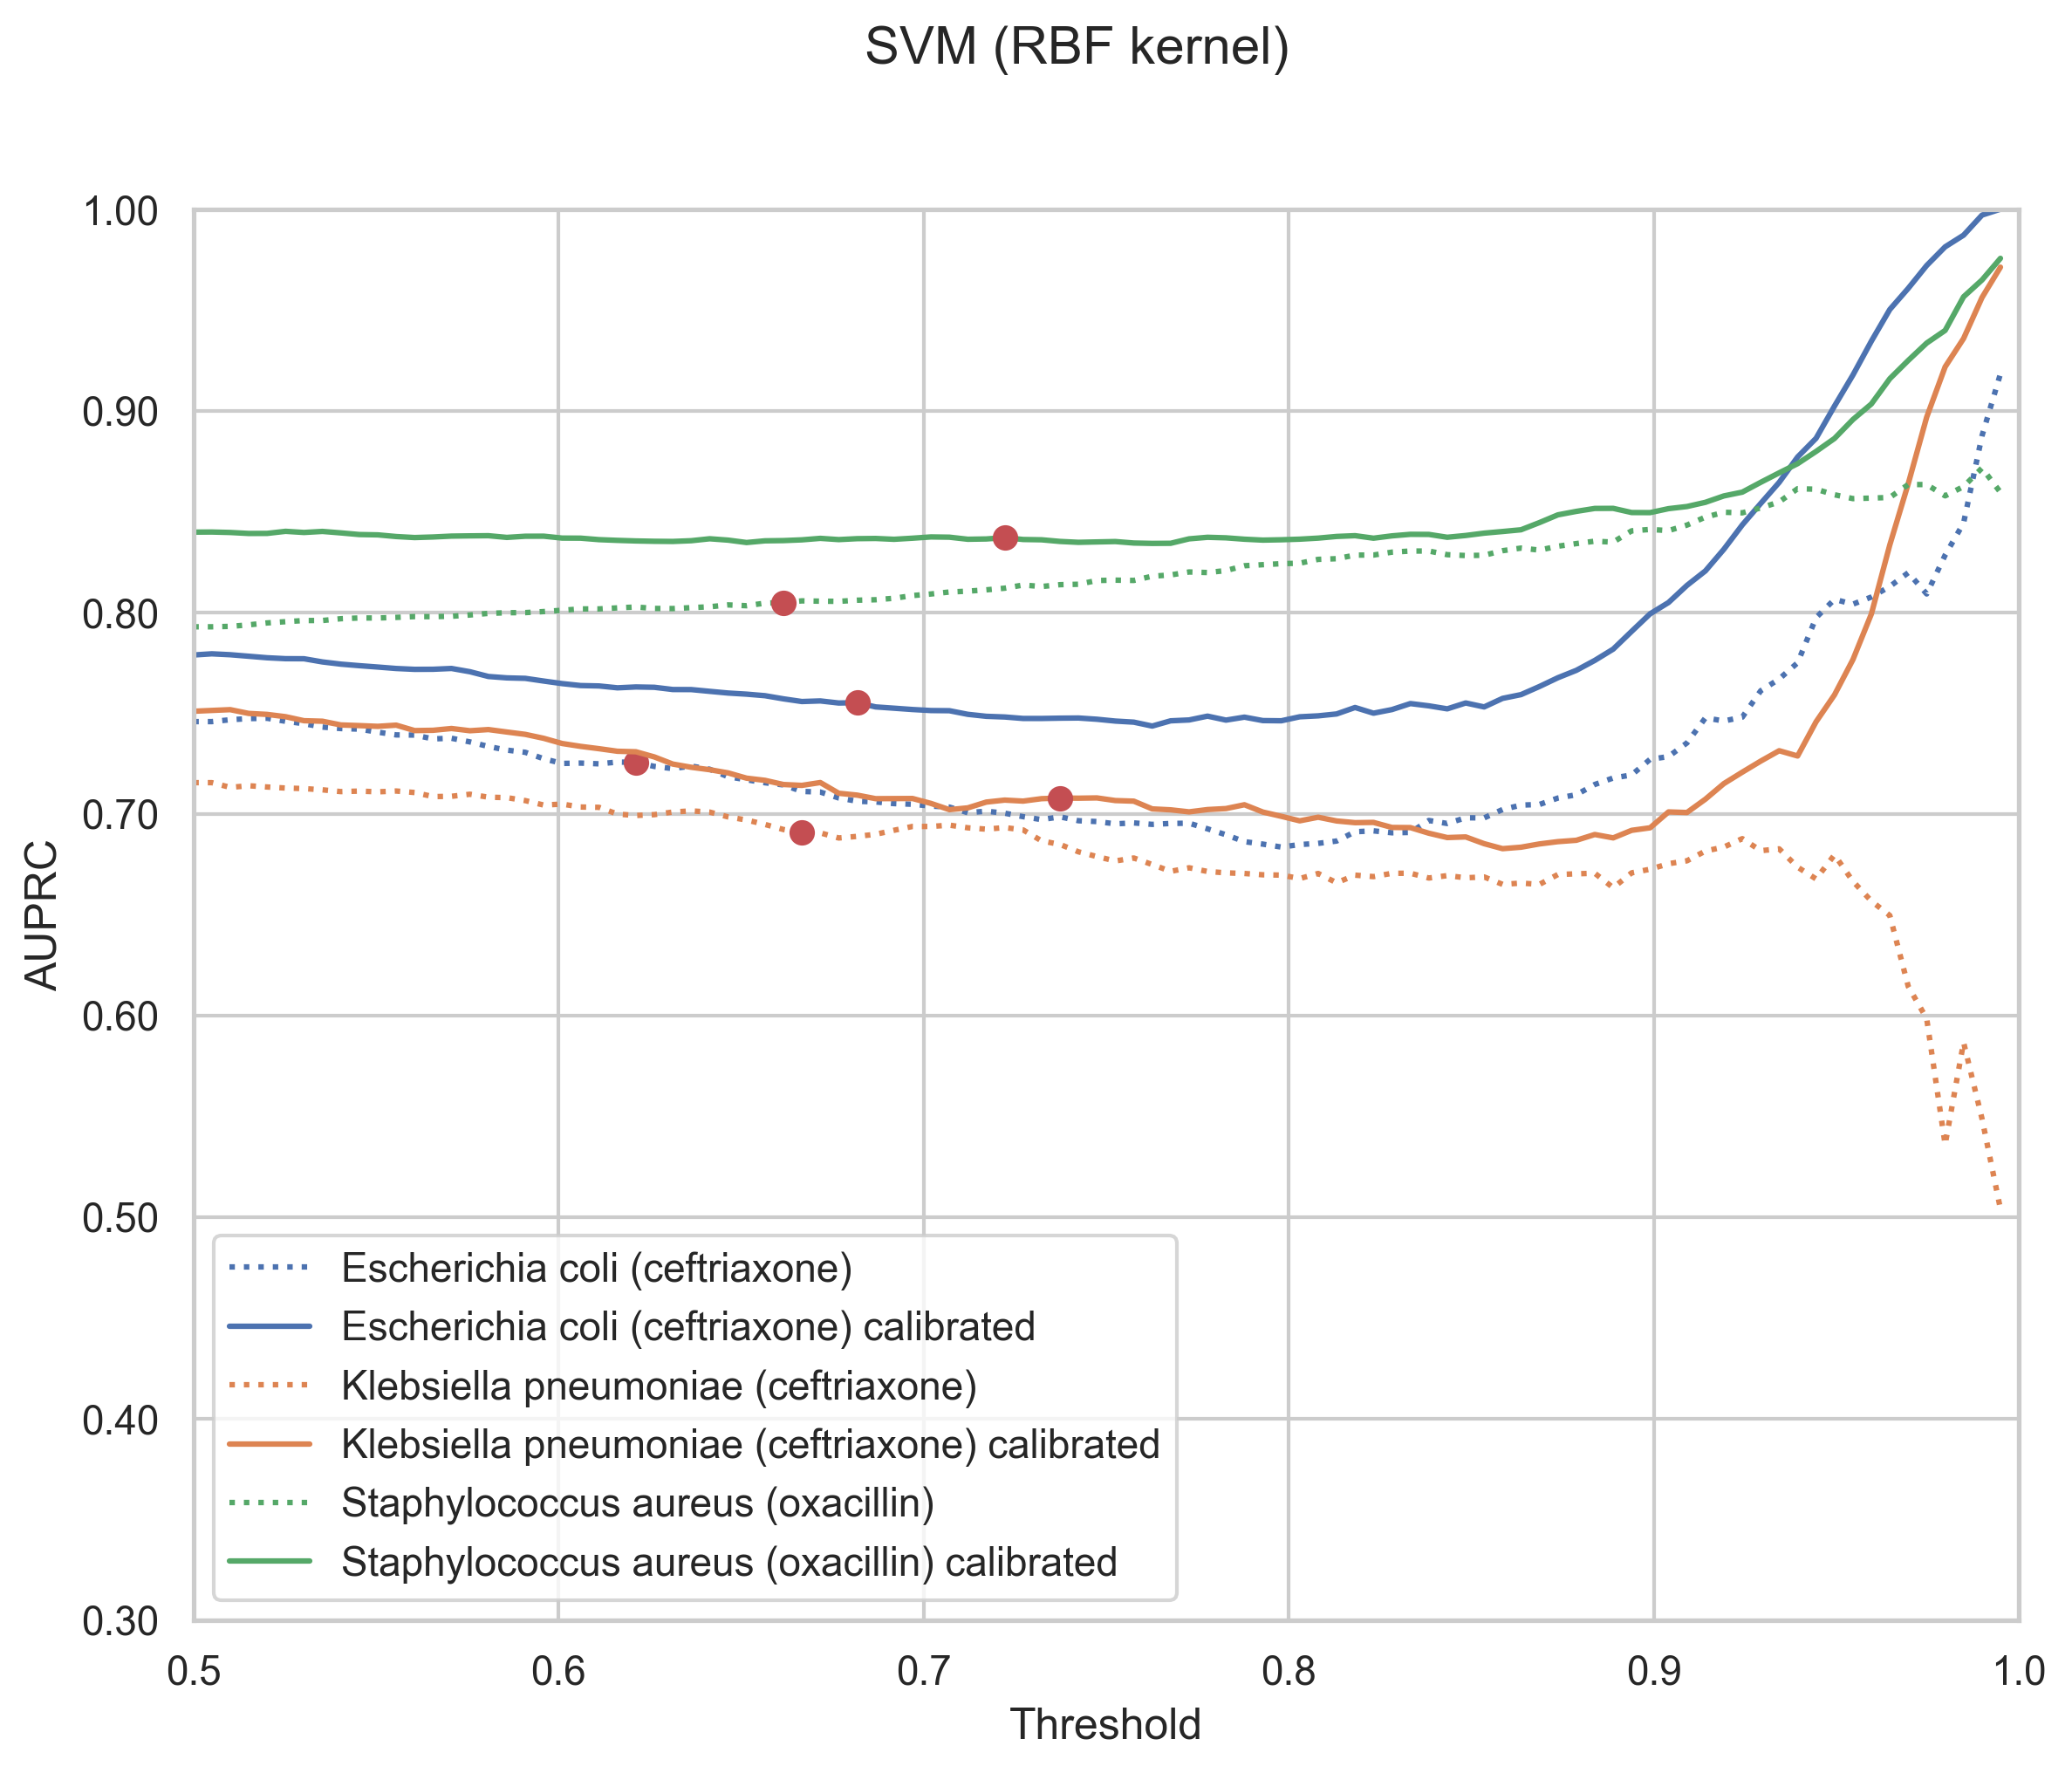 SVM (RBF kernel)
1.00
0.90
0.80
0.70
0.60
0.50
0.40
0.30
AUPRC
Escherichia coli (ceftriaxone)
Escherichia coli (ceftriaxone) calibrated
Klebsiella pneumoniae (ceftriaxone)
Klebsiella pneumoniae (ceftriaxone) calibrated
Staphylococcus aureus (oxacillin)
Staphylococcus aureus (oxacillin) calibrated
0.5 0.6 0.7 0.8 0.9 1.0
Threshold